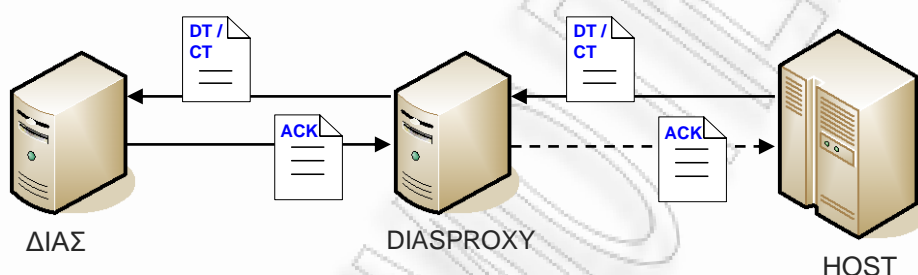 DT /
CT
DT /
CT
ACK
ACK
ΔΙΑΣ
DIASPROXY
HOST